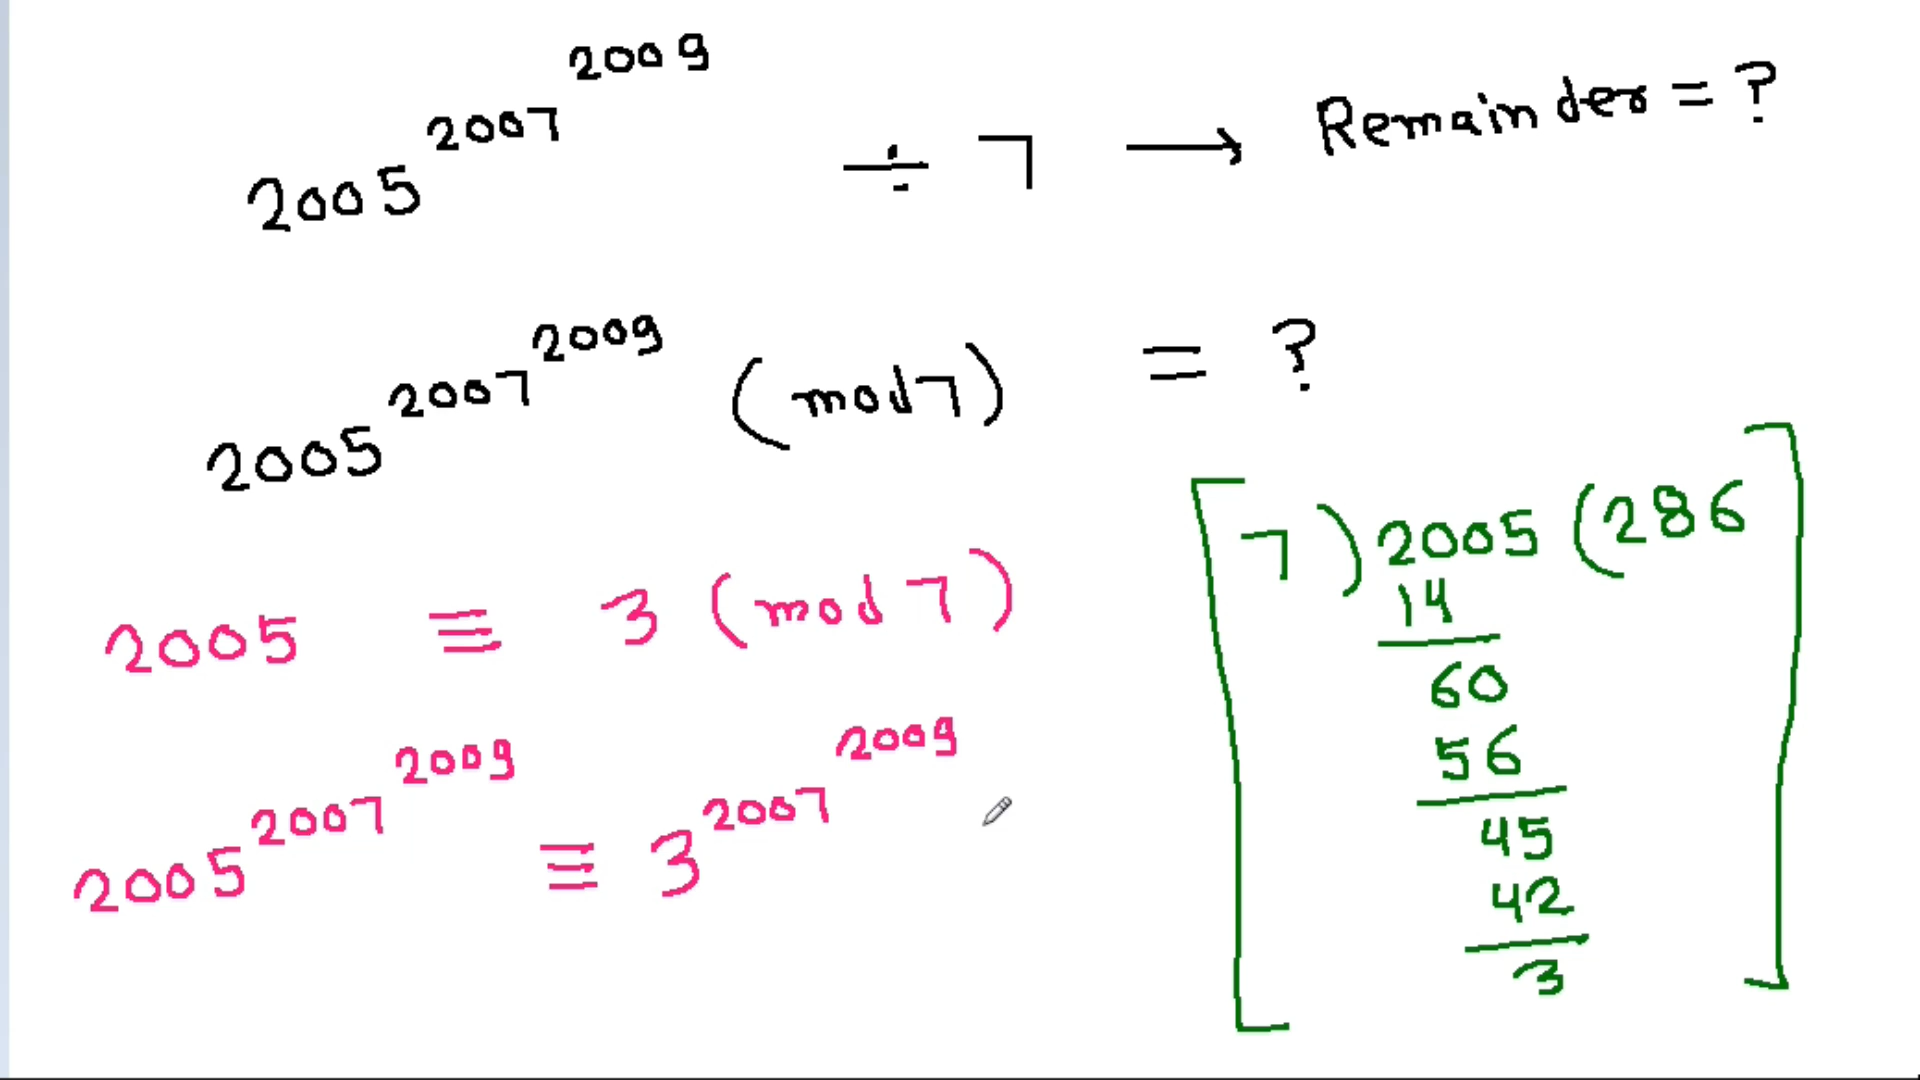 2005^2007^2009 ÷ 7 → Remainder = ?
2005^2007^2009 (mod 7) = ?
2005 ≡ 3 (mod 7)
2005^2007^2009 ≡ 3^2007^2009
7 ) 2005 ( 286
14
60
56
45
42
3